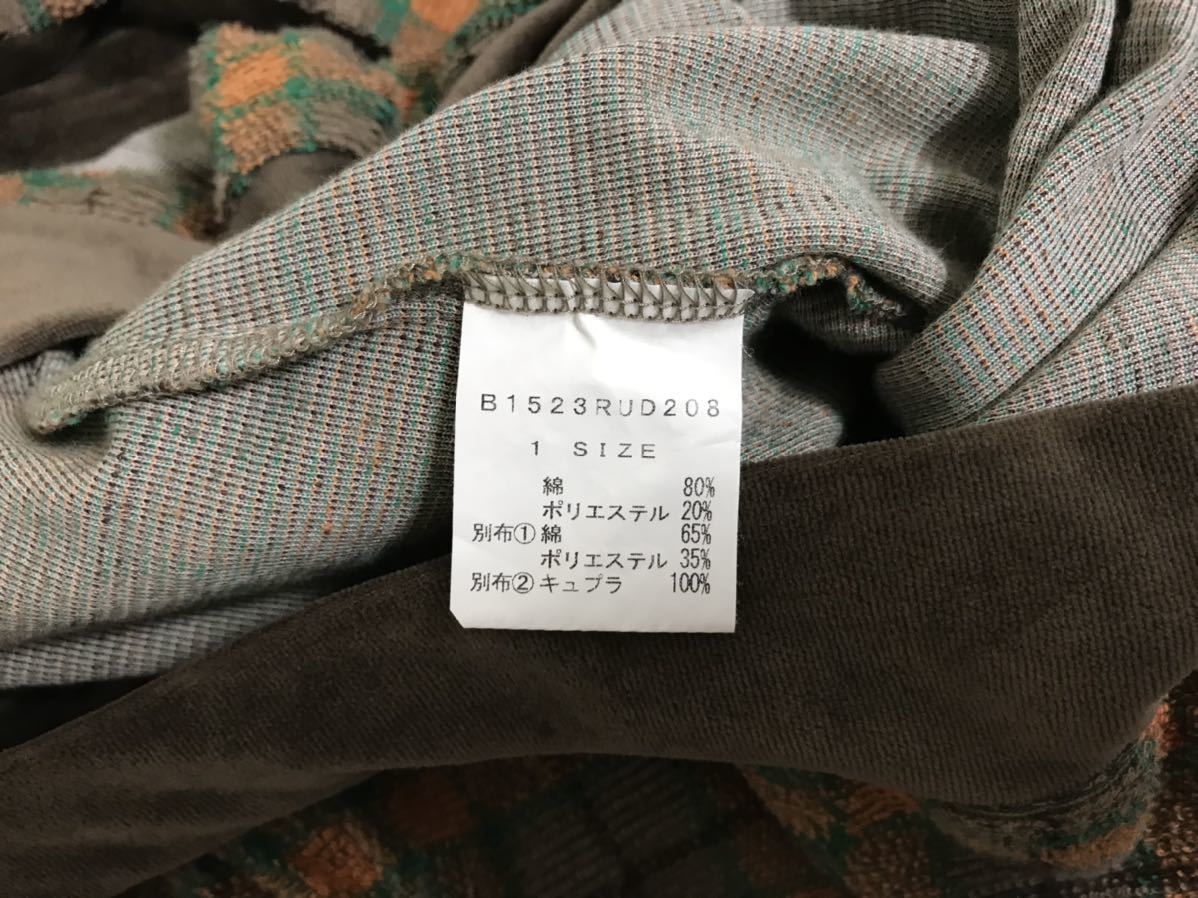 B1523RUD208
1 SIZE
綿 80%
ポリエステル 20%
別布① 綿 65%
ポリエステル 35%
別布② キュプラ 100%